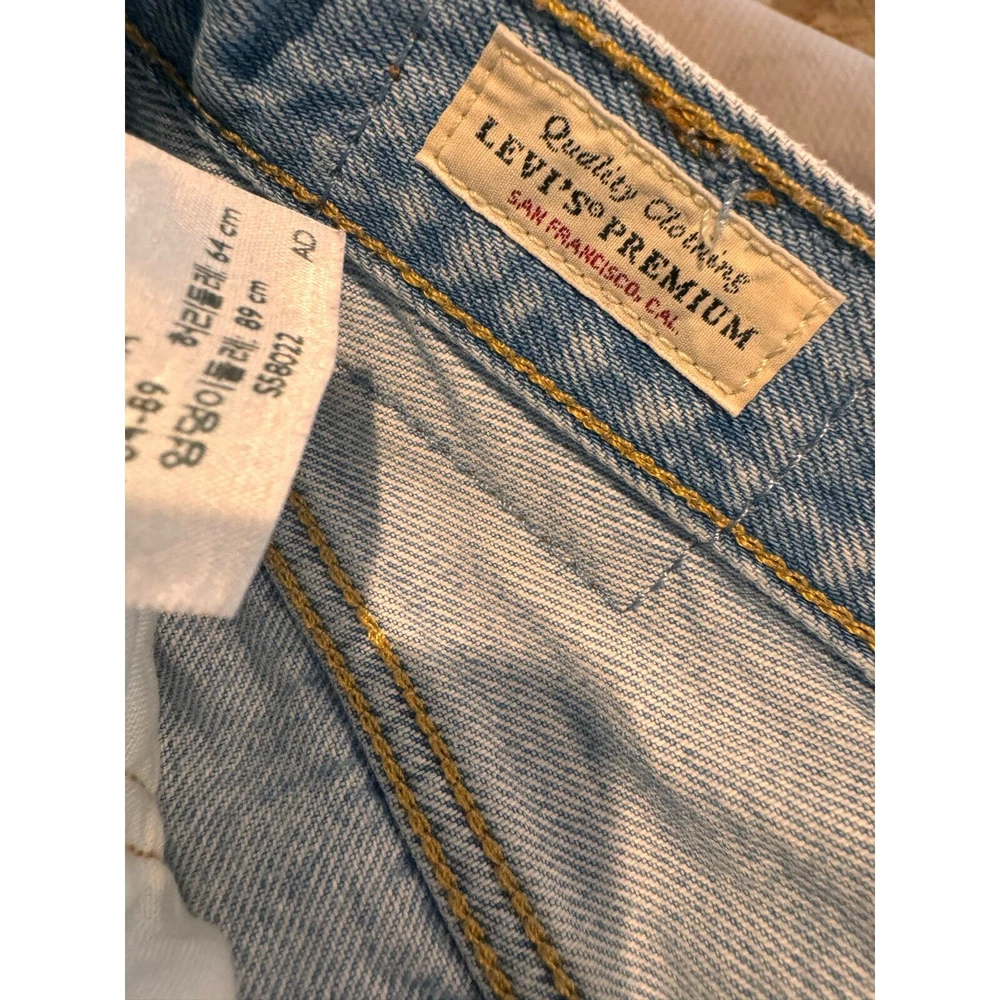 Quality Clothing
LEVI'S® PREMIUM
SAN FRANCISCO, CAL.
허리둘레: 64 cm
엉덩이둘레: 89 cm
SS8022